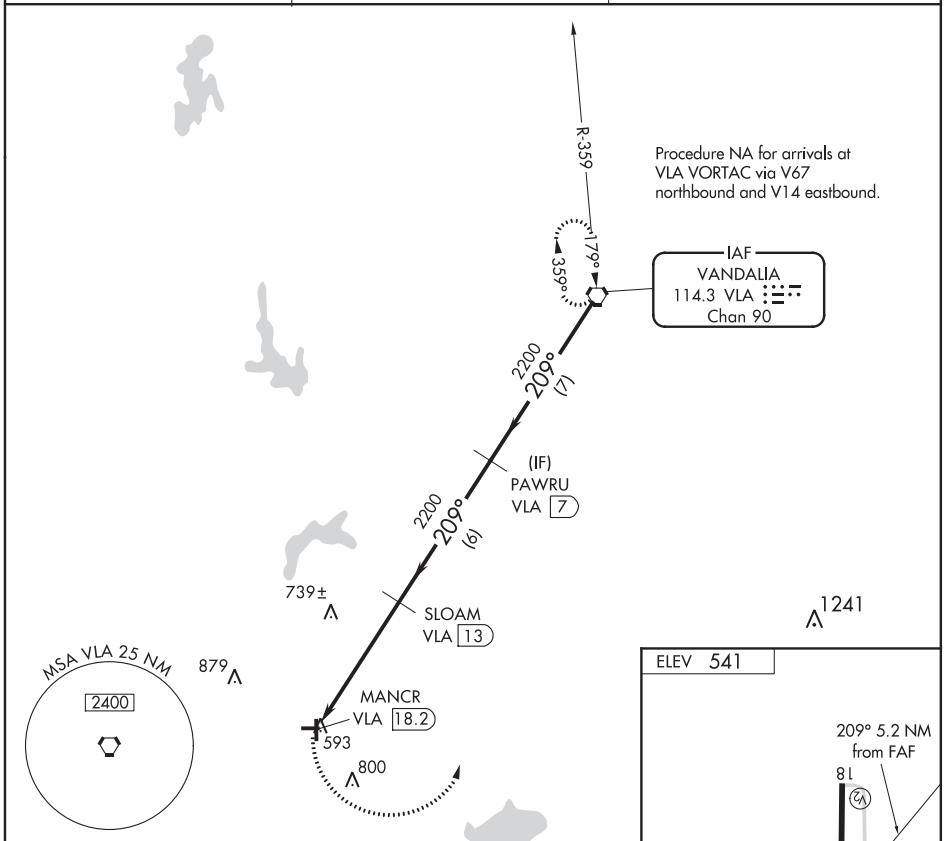 R-359
Procedure NA for arrivals at
VLA VORTAC via V67
northbound and V14 eastbound.
179°
359°
IAF
VANDALIA
114.3 VLA
Chan 90
2200
209°
(7)
(IF)
PAWRU
VLA 7
2200
209°
(6)
739±
SLOAM
VLA 13
1241
MSA VLA 25 NM
2400
879
MANCR
VLA 18.2
593
800
ELEV 541
209° 5.2 NM
from FAF
18
V2